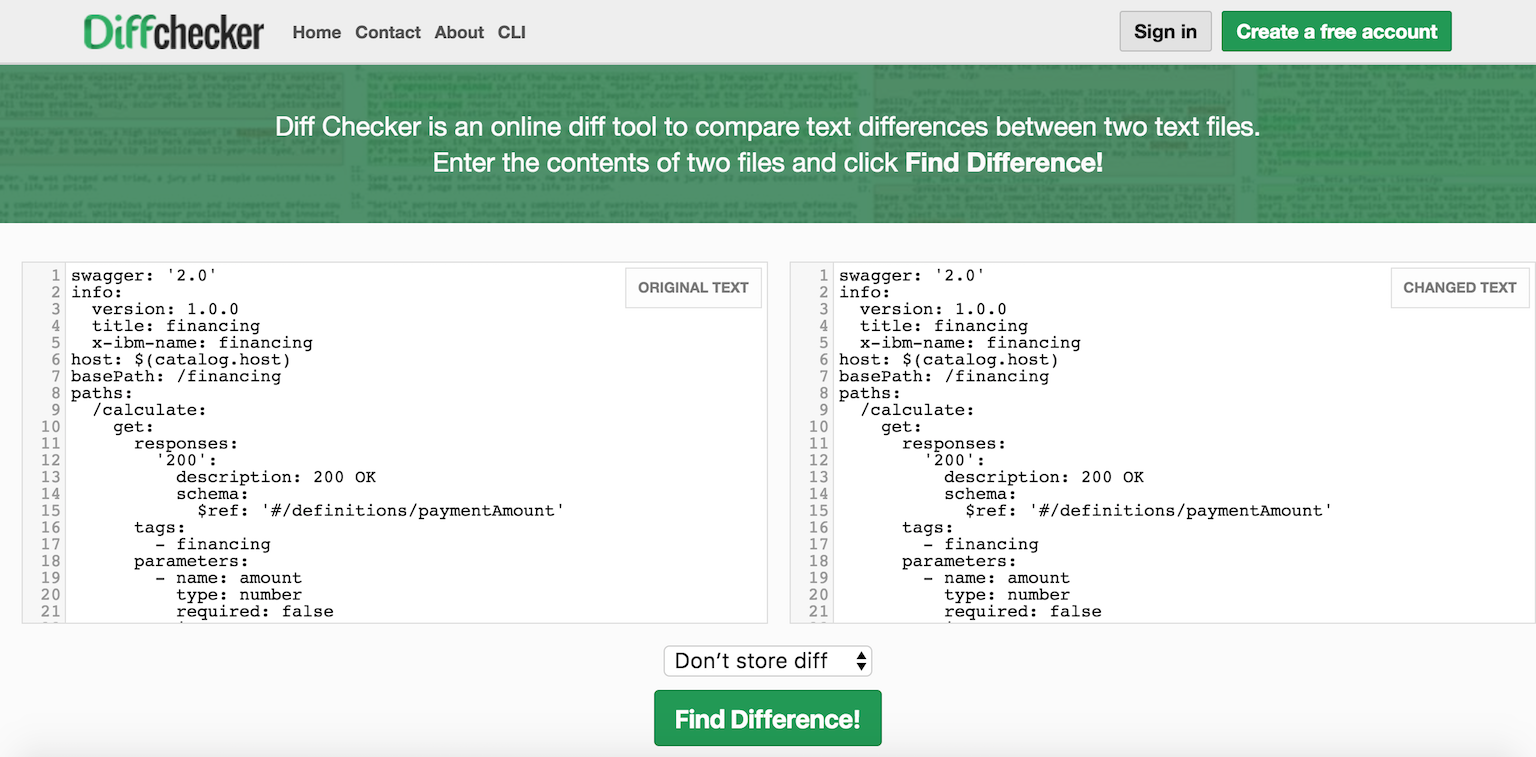 Diffchecker Home Contact About CLI Sign in Create a free account
Diff Checker is an online diff tool to compare text differences between two text files.
Enter the contents of two files and click Find Difference!
ORIGINAL TEXT
1 swagger: '2.0'
2 info:
3   version: 1.0.0
4   title: financing
5   x-ibm-name: financing
6 host: $(catalog.host)
7 basePath: /financing
8 paths:
9   /calculate:
10     get:
11       responses:
12         '200':
13           description: 200 OK
14           schema:
15             $ref: '#/definitions/paymentAmount'
16       tags:
17         - financing
18       parameters:
19         - name: amount
20           type: number
21           required: false
CHANGED TEXT
1 swagger: '2.0'
2 info:
3   version: 1.0.0
4   title: financing
5   x-ibm-name: financing
6 host: $(catalog.host)
7 basePath: /financing
8 paths:
9   /calculate:
10     get:
11       responses:
12         '200':
13           description: 200 OK
14           schema:
15             $ref: '#/definitions/paymentAmount'
16       tags:
17         - financing
18       parameters:
19         - name: amount
20           type: number
21           required: false
Don’t store diff
Find Difference!